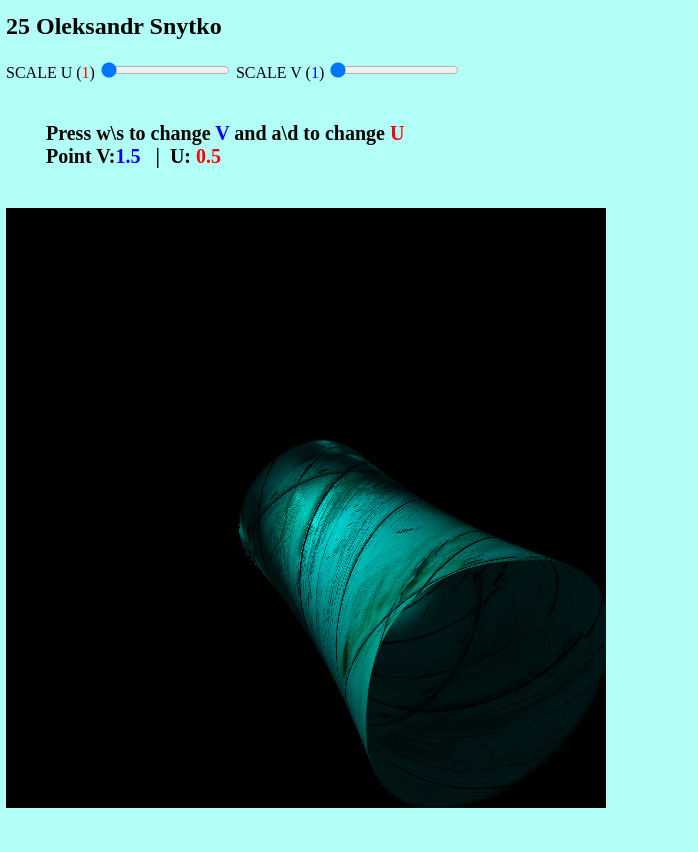 25 Oleksandr Snytko
SCALE U (1) SCALE V (1)
Press w\s to change V and a\d to change U
Point V:1.5 | U: 0.5